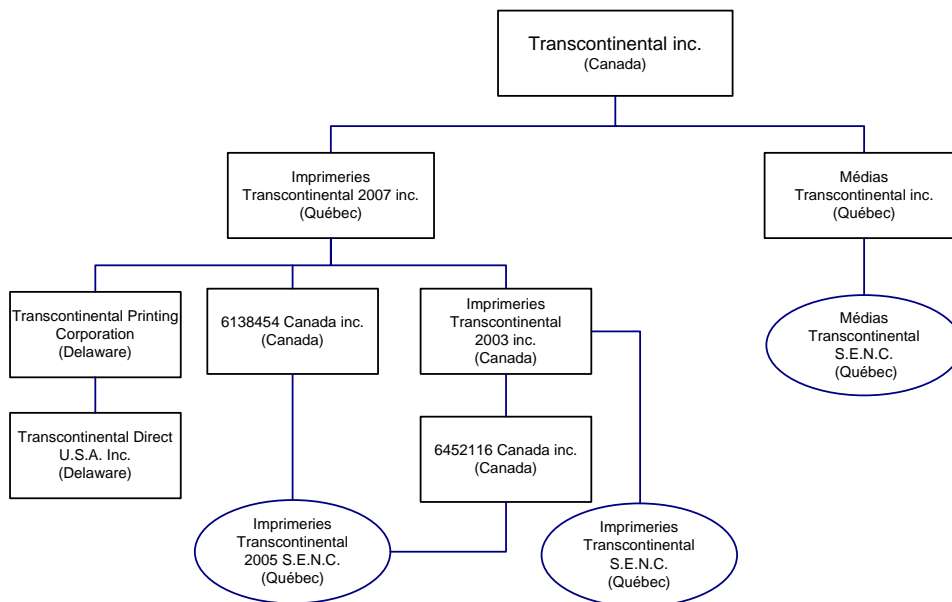 Transcontinental inc.
(Canada)
Imprimeries
Transcontinental 2007 inc.
(Québec)
Médias
Transcontinental inc.
(Québec)
Transcontinental Printing
Corporation
(Delaware)
6138454 Canada inc.
(Canada)
Imprimeries
Transcontinental
2003 inc.
(Canada)
Médias
Transcontinental
S.E.N.C.
(Québec)
Transcontinental Direct
U.S.A. Inc.
(Delaware)
6452116 Canada inc.
(Canada)
Imprimeries
Transcontinental
2005 S.E.N.C.
(Québec)
Imprimeries
Transcontinental
S.E.N.C.
(Québec)